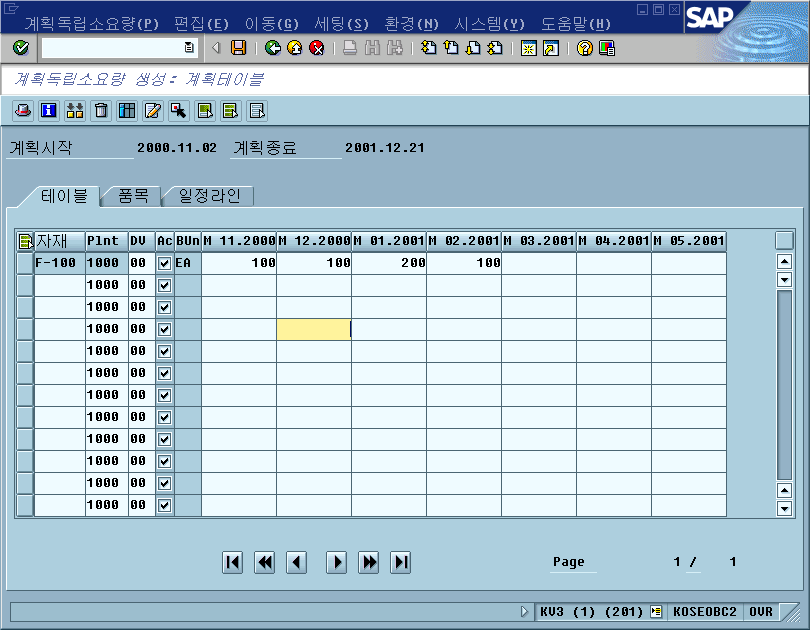 계획독립소요량(P) 편집(E) 이동(G) 세팅(S) 환경(N) 시스템(Y) 도움말(H)
SAP
계획독립소요량 생성: 계획테이블
계획시작 2000.11.02 계획종료 2001.12.21
테이블 품목 일정라인
자재 Plnt DV Ac BUn M 11.2000 M 12.2000 M 01.2001 M 02.2001 M 03.2001 M 04.2001 M 05.2001
F-100 1000 00 EA 100 100 200 100
1000 00
1000 00
1000 00
1000 00
1000 00
1000 00
1000 00
1000 00
1000 00
1000 00
1000 00
Page 1 / 1
KV3 (1) (201) KOSEOBC2 OVR